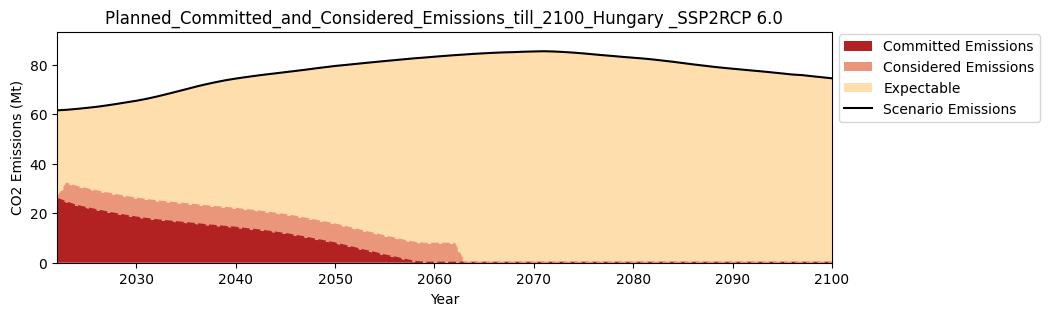 Planned_Committed_and_Considered_Emissions_till_2100_Hungary _SSP2RCP 6.0
CO2 Emissions (Mt)
80
60
40
20
0
2030 2040 2050 2060 2070 2080 2090 2100
Year
Committed Emissions
Considered Emissions
Expectable
Scenario Emissions